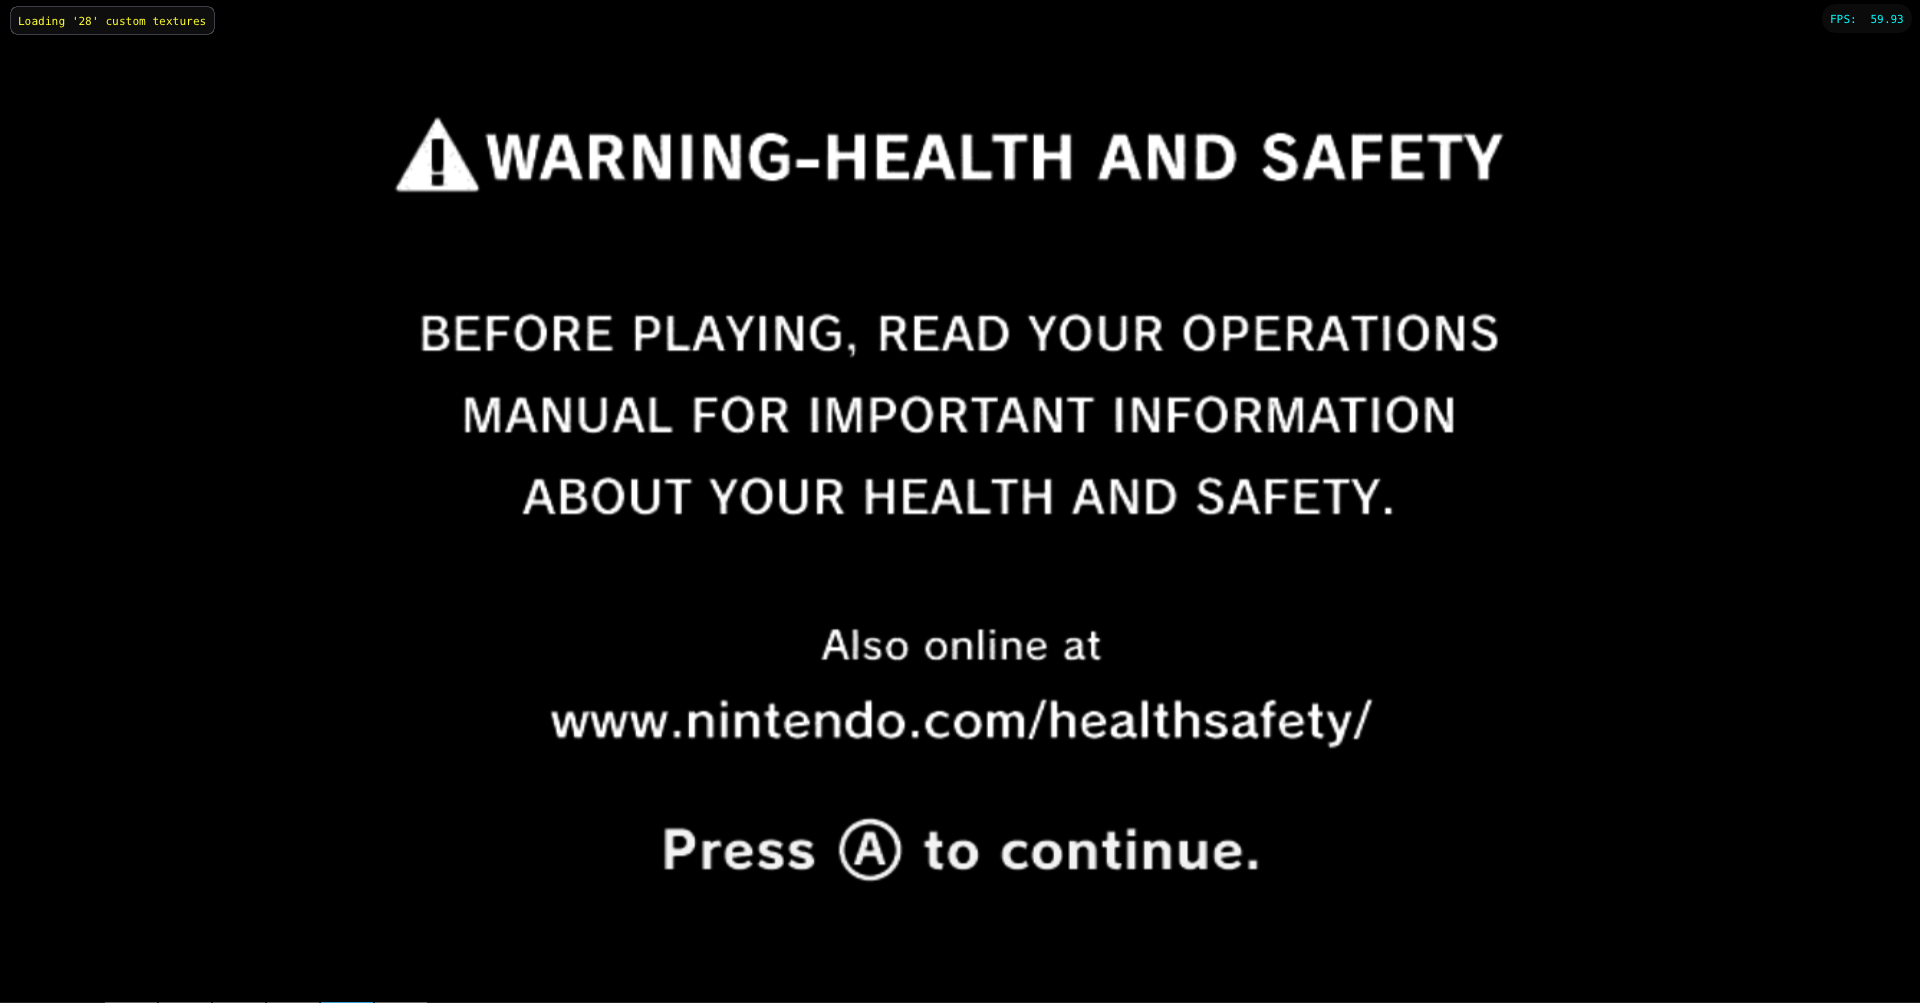 Loading '28' custom textures
FPS: 59.93
WARNING-HEALTH AND SAFETY
BEFORE PLAYING, READ YOUR OPERATIONS
MANUAL FOR IMPORTANT INFORMATION
ABOUT YOUR HEALTH AND SAFETY.
Also online at
www.nintendo.com/healthsafety/
Press Ⓐ to continue.